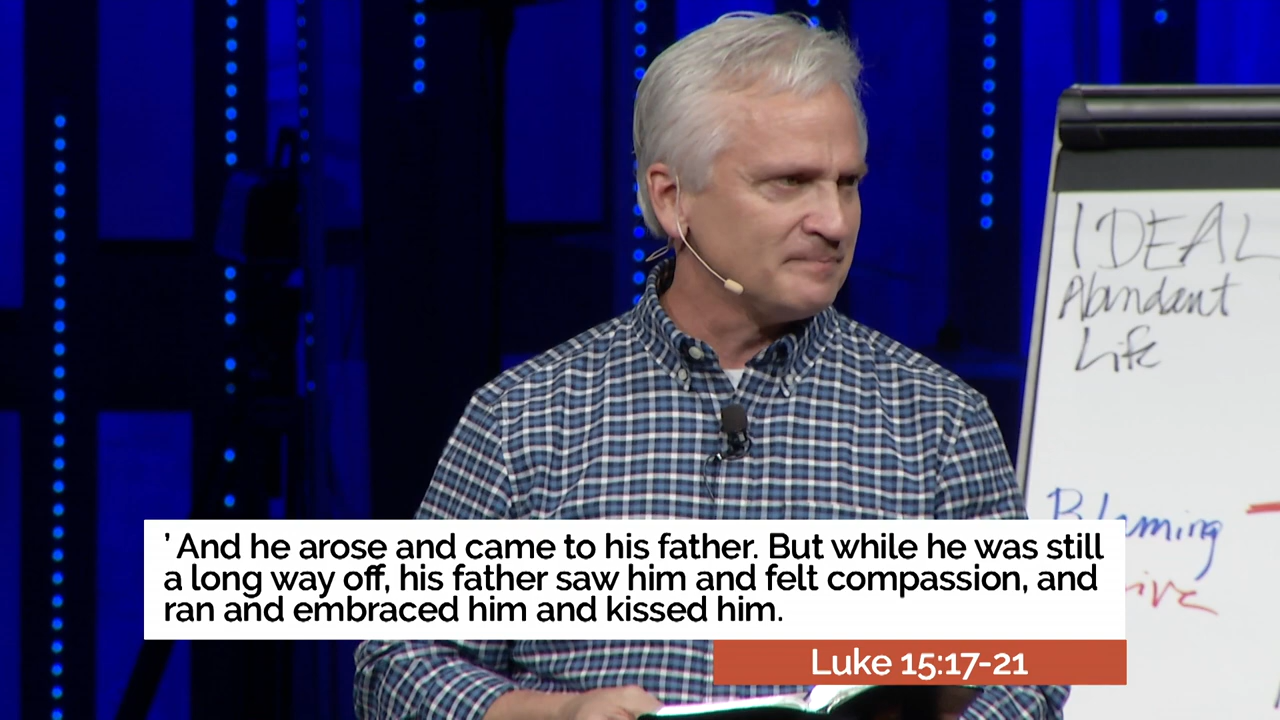 IDEAL
Abundant
Life
Blaming
’ And he arose and came to his father. But while he was still
a long way off, his father saw him and felt compassion, and
ran and embraced him and kissed him.
Luke 15:17-21